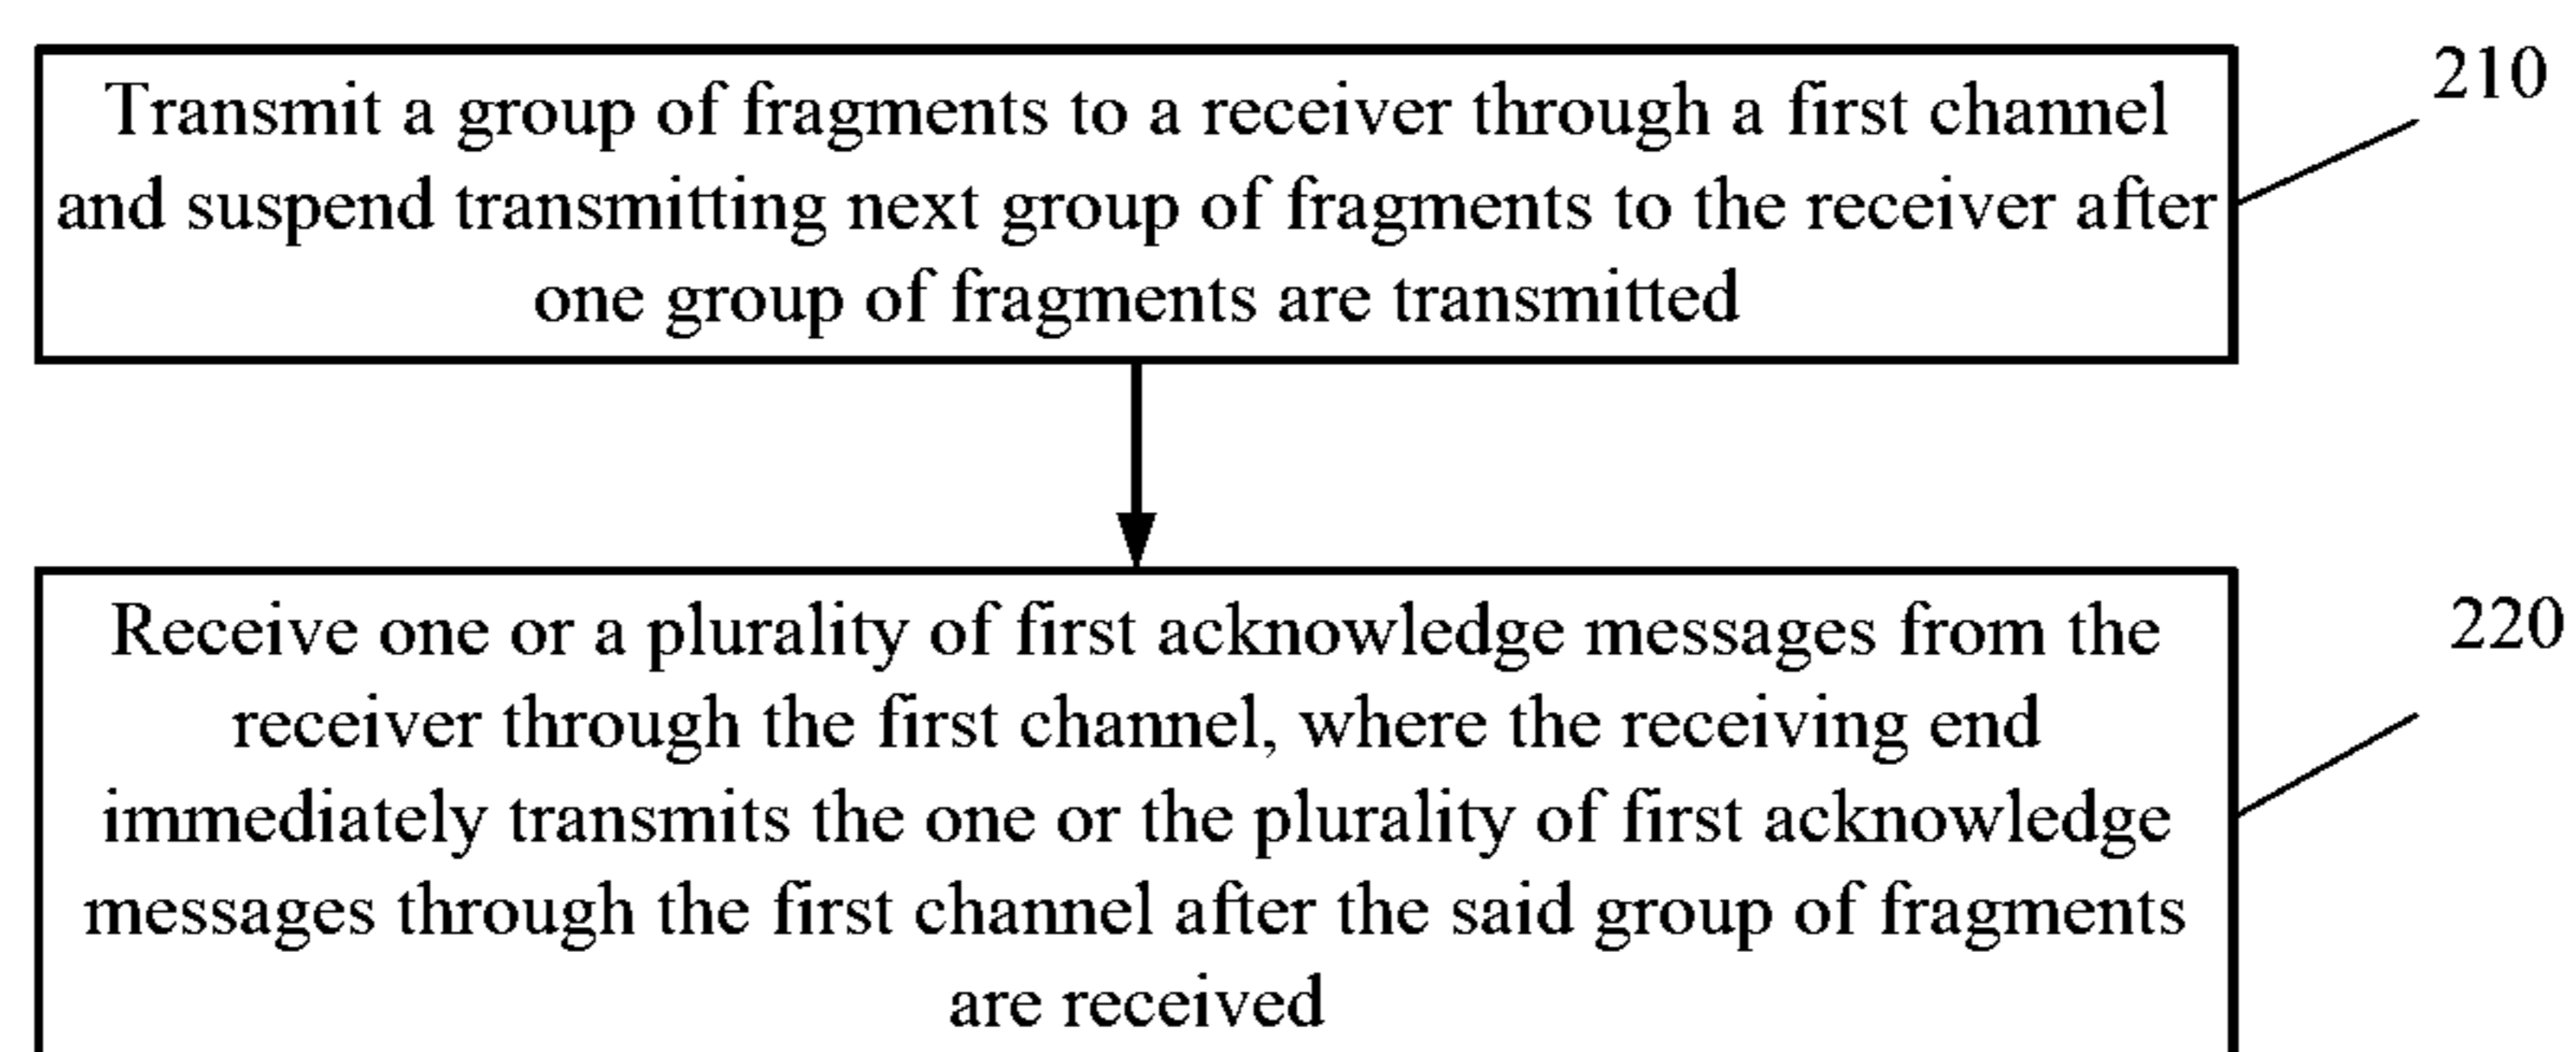 210
Transmit a group of fragments to a receiver through a first channel
and suspend transmitting next group of fragments to the receiver after
one group of fragments are transmitted
220
Receive one or a plurality of first acknowledge messages from the
receiver through the first channel, where the receiving end
immediately transmits the one or the plurality of first acknowledge
messages through the first channel after the said group of fragments
are received